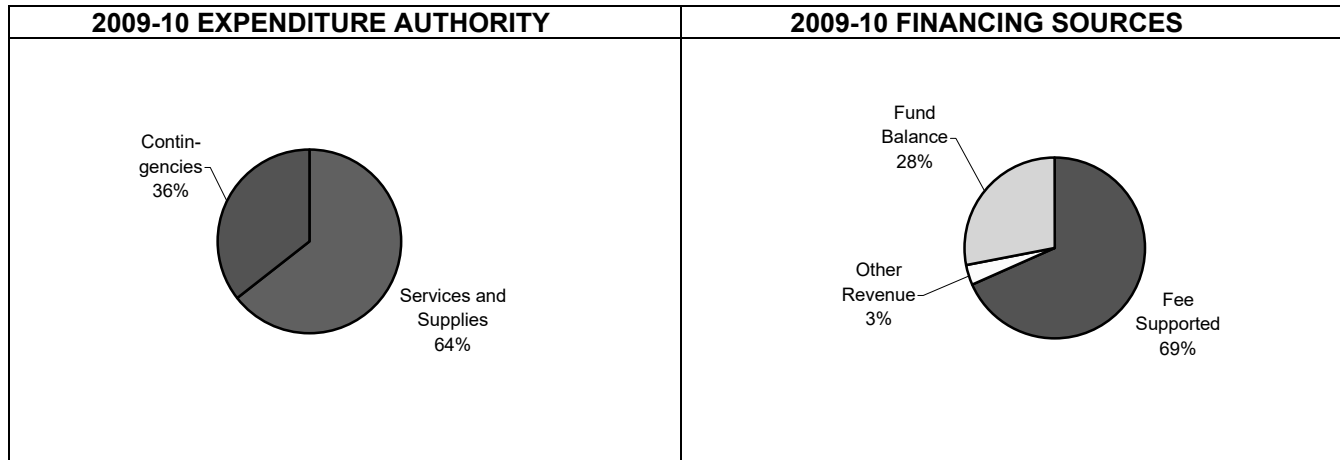 2009-10 EXPENDITURE AUTHORITY
2009-10 FINANCING SOURCES
Contin-
gencies
36%
Services and
Supplies
64%
Fund
Balance
28%
Other
Revenue
3%
Fee
Supported
69%